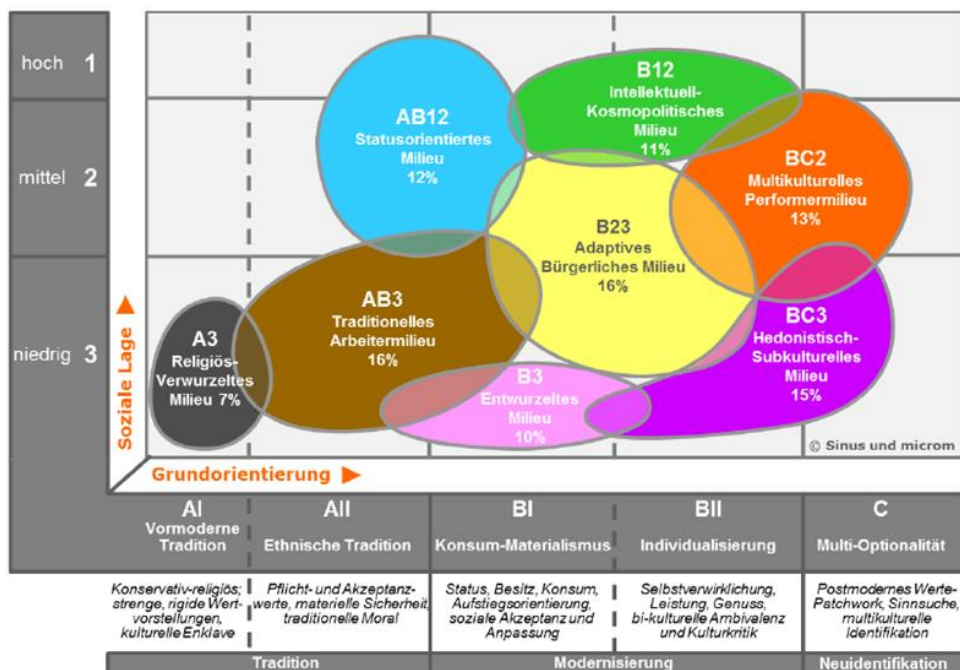 hoch 1
mittel 2
niedrig 3
Soziale Lage
AB12
Statusorientiertes
Milieu
12%
B12
Intellektuell-
Kosmopolitisches
Milieu
11%
BC2
Multikulturelles
Performermilieu
13%
B23
Adaptives
Bürgerliches Milieu
16%
AB3
Traditionelles
Arbeitermilieu
16%
A3
Religiös-
Verwurzeltes
Milieu 7%
B3
Entwurzeltes
Milieu
10%
BC3
Hedonistisch-
Subkulturelles
Milieu
15%
© Sinus und microm
Grundorientierung
AI
Vormoderne
Tradition
AII
Ethnische Tradition
BI
Konsum-Materialismus
BII
Individualisierung
C
Multi-Optionalität
Konservativ-religiös;
strenge, rigide Wert-
vorstellungen,
kulturelle Enklave
Pflicht- und Akzeptanz-
werte, materielle Sicherheit,
traditionelle Moral
Status, Besitz, Konsum,
Aufstiegsorientierung,
soziale Akzeptanz und
Anpassung
Selbstverwirklichung,
Leistung, Genuss,
bi-kulturelle Ambivalenz
und Kulturkritik
Postmodernes Werte-
Patchwork, Sinnsuche,
multikulturelle
Identifikation
Tradition
Modernisierung
Neuidentifikation